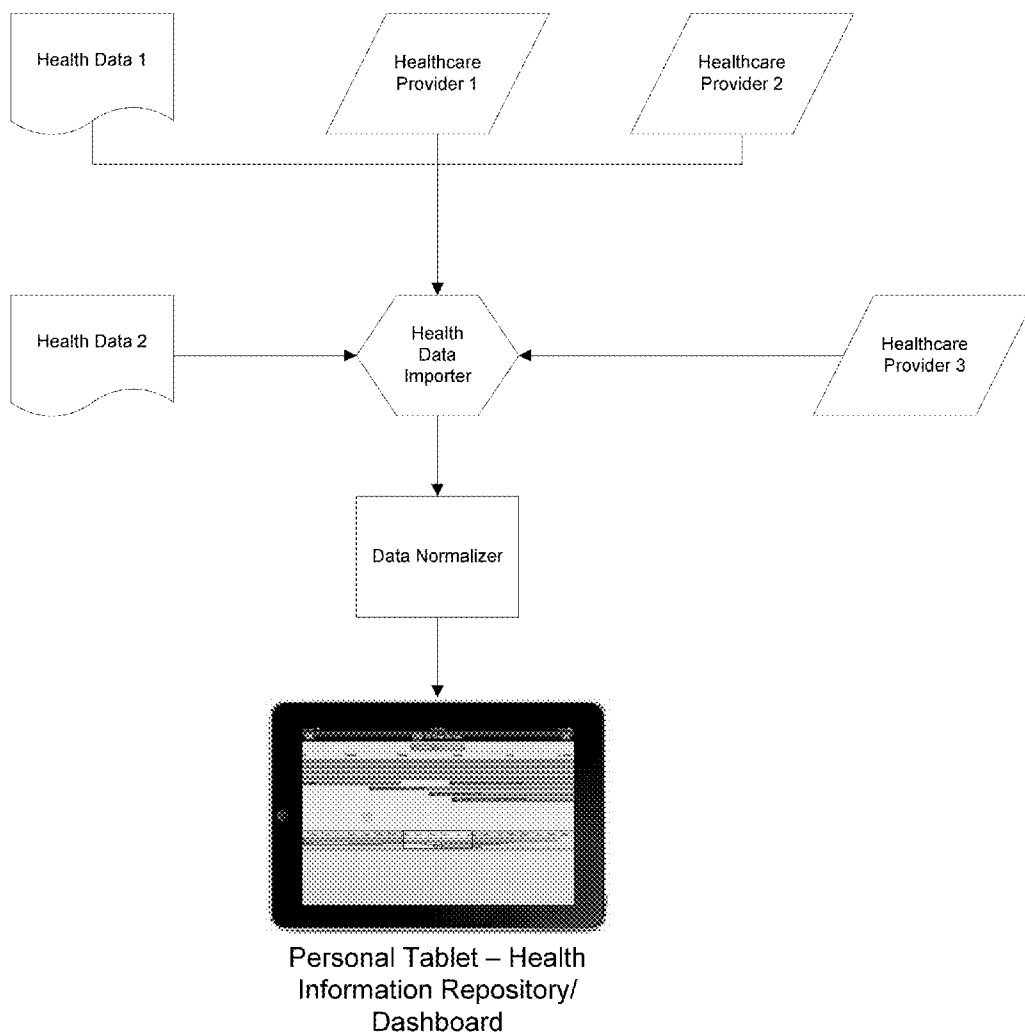 Health Data 1
Healthcare
Provider 1
Healthcare
Provider 2
Health Data 2
Health
Data
Importer
Healthcare
Provider 3
Data Normalizer
Personal Tablet – Health
Information Repository/
Dashboard